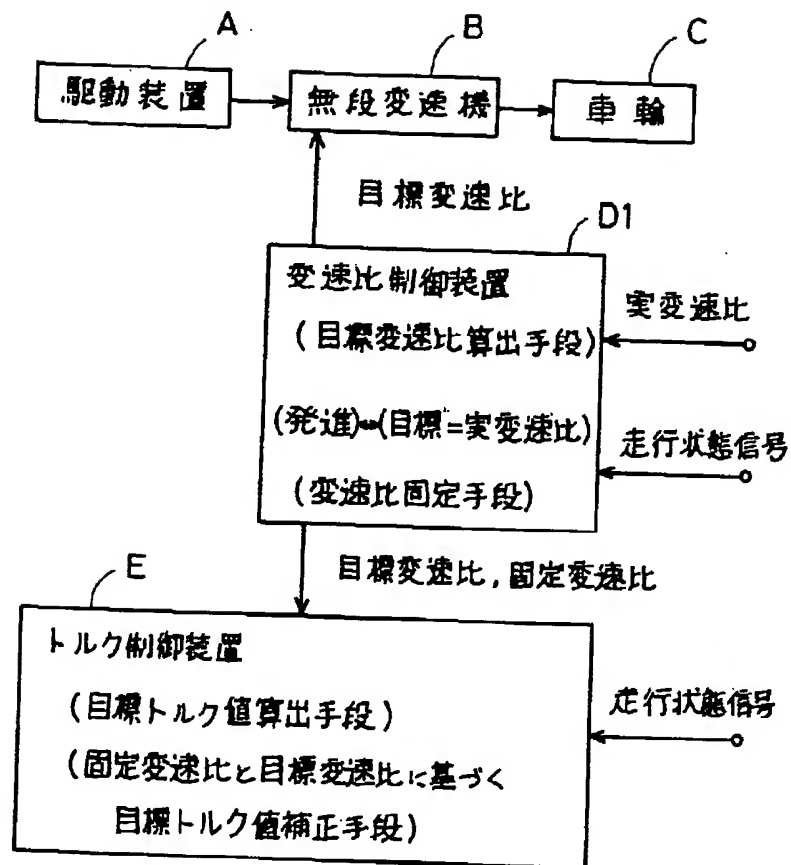 A
B
C
駆動装置
無段変速機
車輪
目標変速比
D1
変速比制御装置
(目標変速比算出手段)
実変速比
(発進)↔(目標=実変速比)
走行状態信号
(変速比固定手段)
目標変速比,固定変速比
E
トルク制御装置
(目標トルク値算出手段)
走行状態信号
(固定変速比と目標変速比に基づく
目標トルク値補正手段)